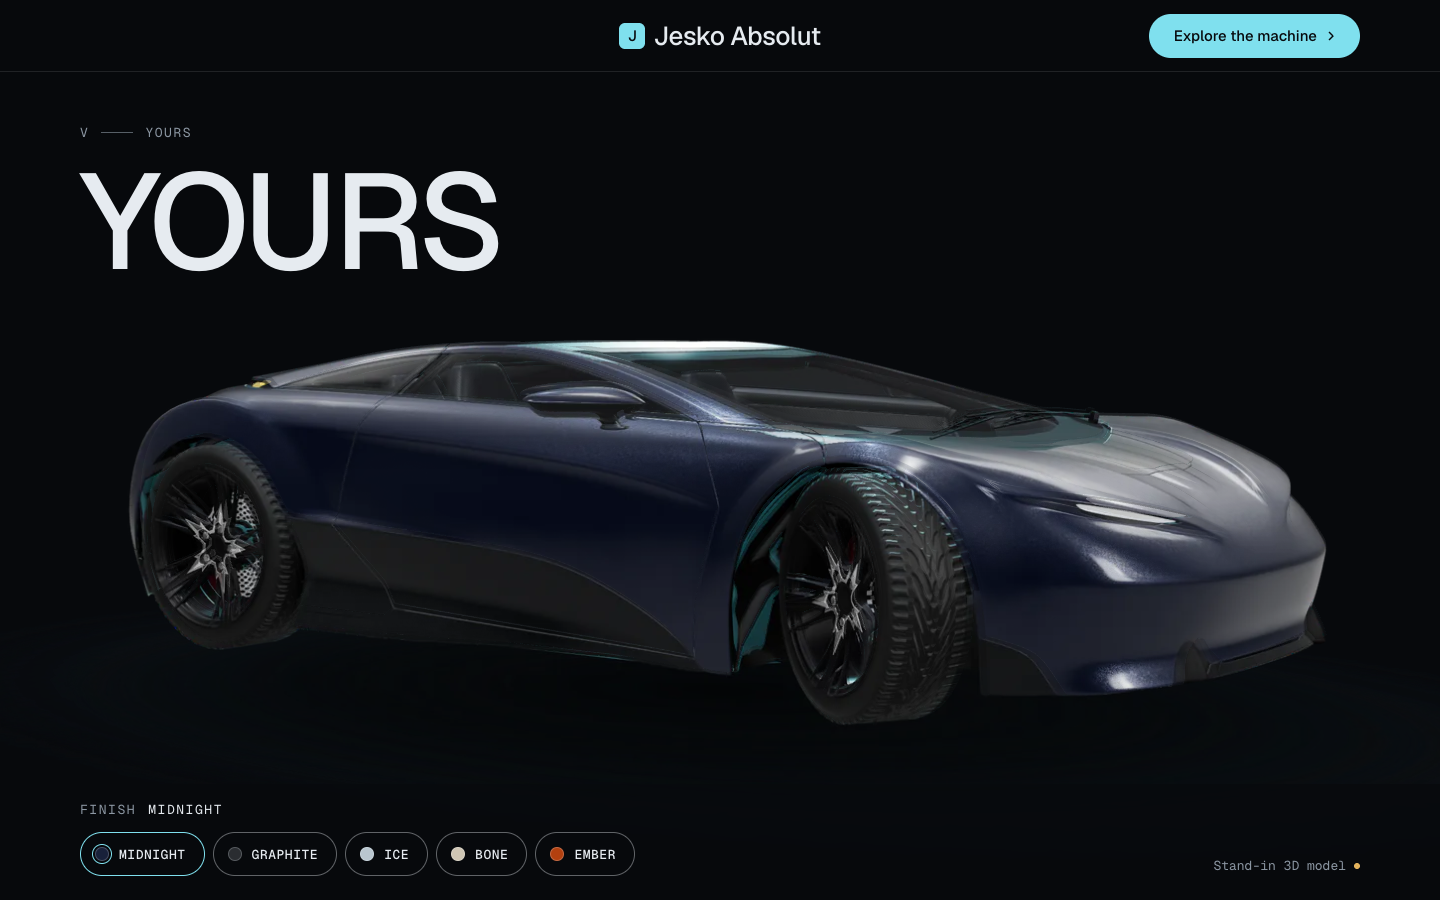 J Jesko Absolut
Explore the machine
V YOURS
YOURS
FINISH MIDNIGHT
MIDNIGHT GRAPHITE ICE BONE EMBER
Stand-in 3D model